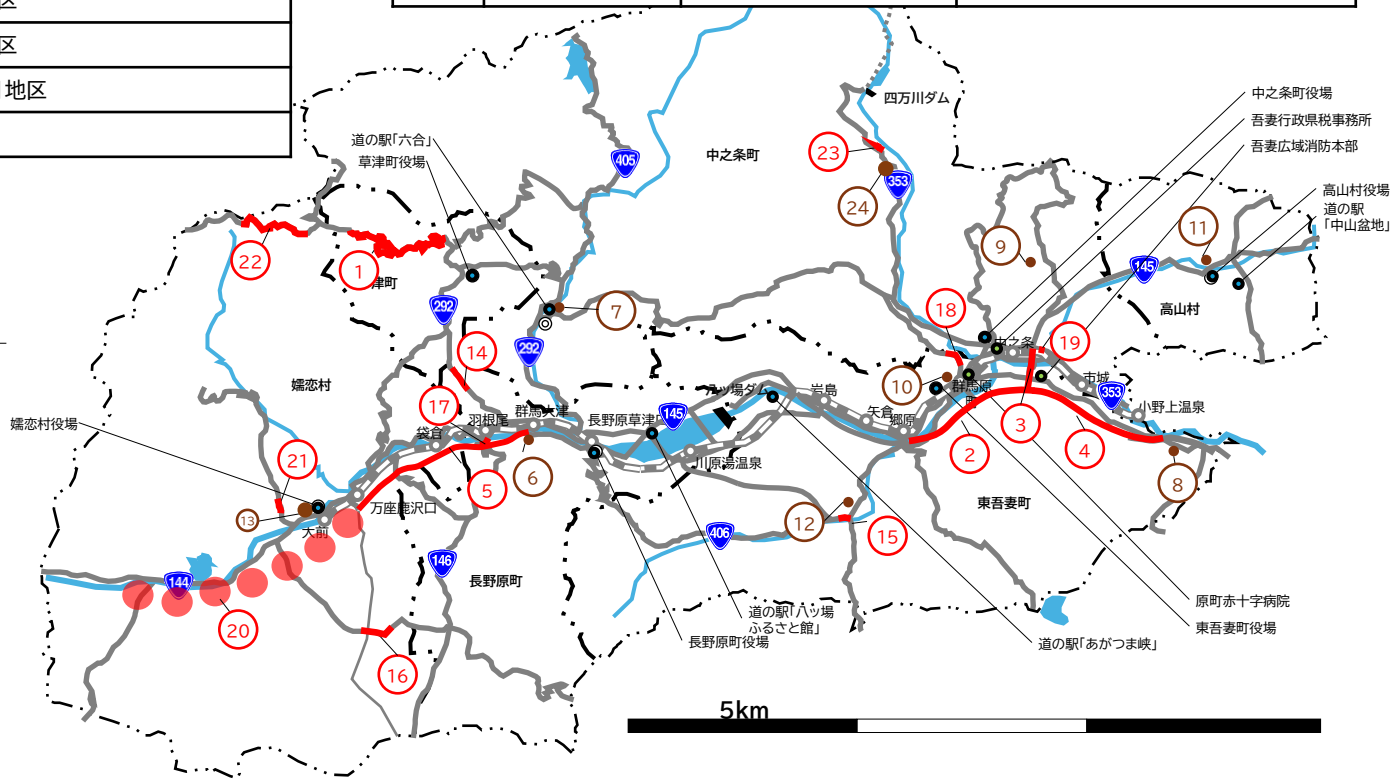 区
区
地区
四万川ダム
中之条町役場
吾妻行政県税事務所
吾妻広域消防本部
道の駅「六合」
草津町役場
405
中之条町
23
353
24
高山村役場
道の駅
「中山盆地」
22
1
津町
9
11
145
高山村
292
7
18
中之条
19
14
292
嬬恋村
10
群馬原
町
市城
353
小野上温泉
八ッ場ダム
岩島
17
羽根尾
群馬大津
長野原草津口
145
矢倉
郷原
嬬恋村役場
袋倉
2
3
4
21
5
6
川原湯温泉
8
万座鹿沢口
東吾妻町
13
大前
12
15
406
146
144
長野原町
20
道の駅「八ッ場
ふるさと館」
長野原町役場
原町赤十字病院
東吾妻町役場
道の駅「あがつま峡」
16
5km